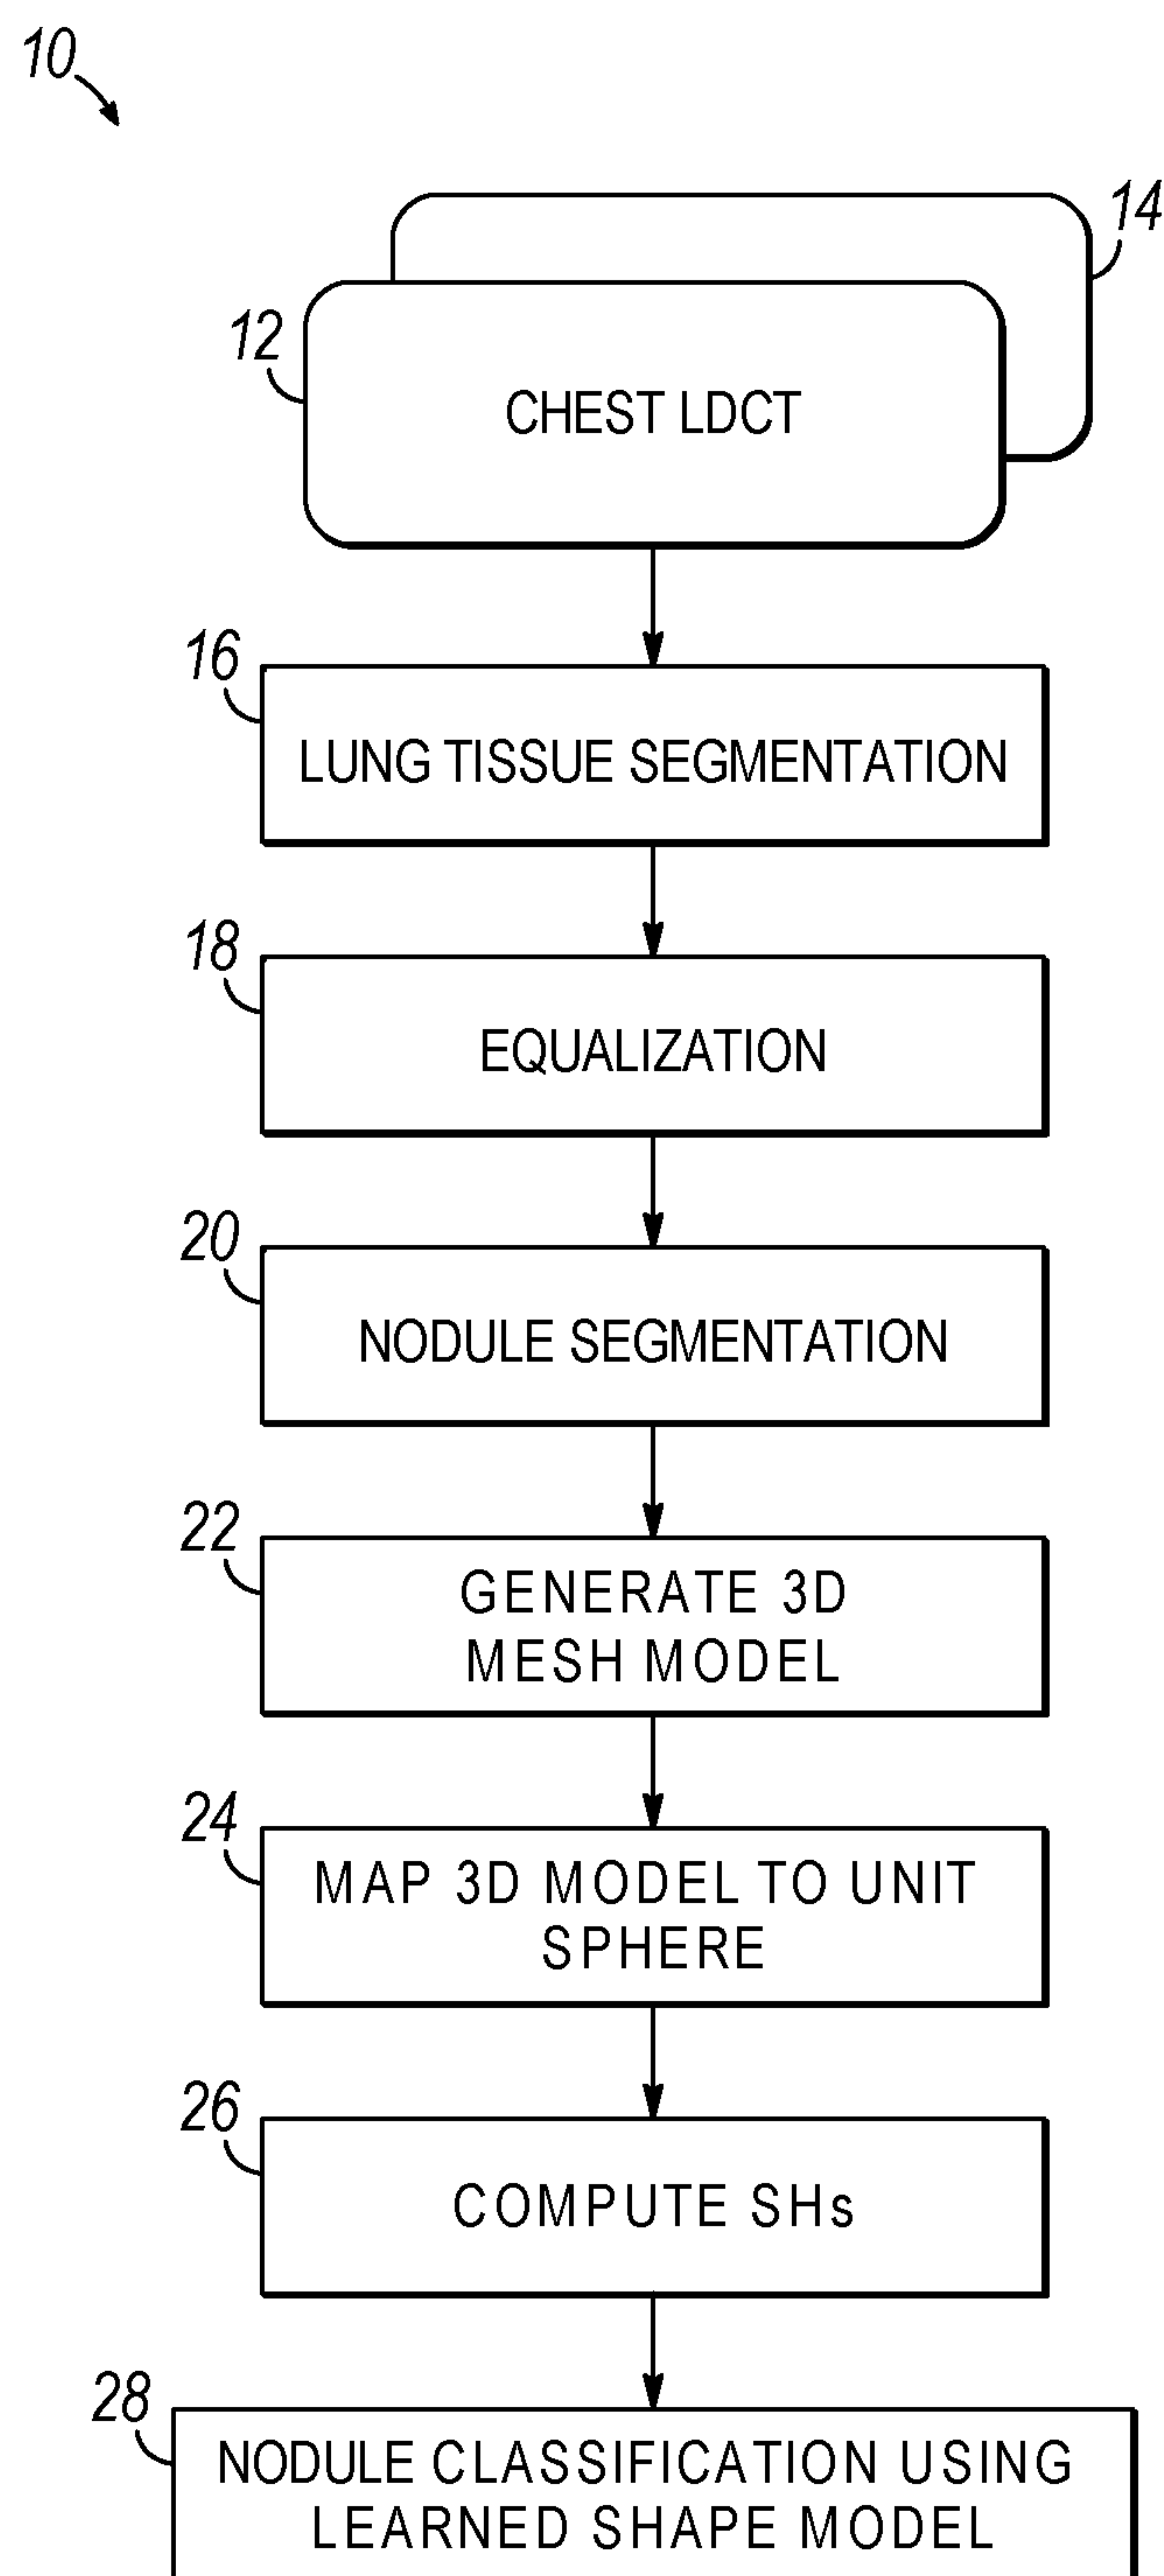 10
14
12
CHEST LDCT
16
LUNG TISSUE SEGMENTATION
18
EQUALIZATION
20
NODULE SEGMENTATION
22
GENERATE 3D
MESH MODEL
24
MAP 3D MODEL TO UNIT
SPHERE
26
COMPUTE SHs
28
NODULE CLASSIFICATION USING
LEARNED SHAPE MODEL